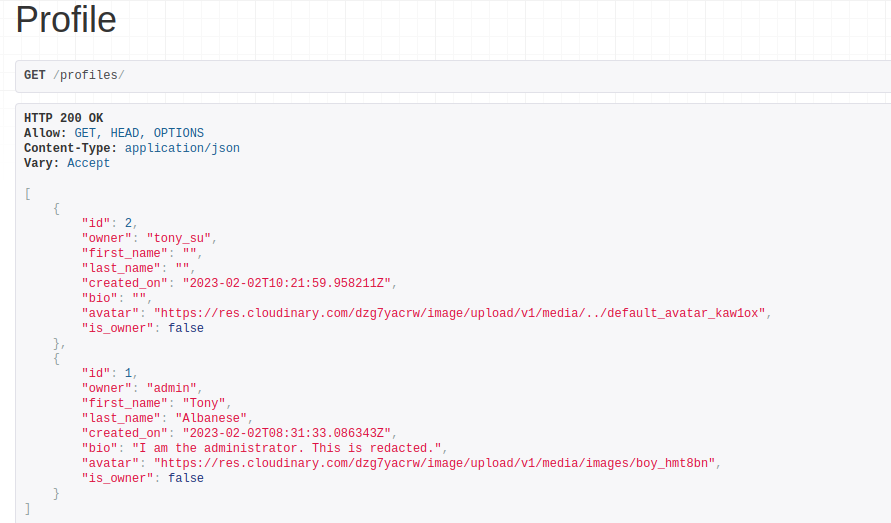 Profile
GET /profiles/
HTTP 200 OK
Allow: GET, HEAD, OPTIONS
Content-Type: application/json
Vary: Accept
[
    {
        "id": 2,
        "owner": "tony_su",
        "first_name": "",
        "last_name": "",
        "created_on": "2023-02-02T10:21:59.958211Z",
        "bio": "",
        "avatar": "https://res.cloudinary.com/dzg7yacrw/image/upload/v1/media/../default_avatar_kaw1ox",
        "is_owner": false
    },
    {
        "id": 1,
        "owner": "admin",
        "first_name": "Tony",
        "last_name": "Albanese",
        "created_on": "2023-02-02T08:31:33.086343Z",
        "bio": "I am the administrator. This is redacted.",
        "avatar": "https://res.cloudinary.com/dzg7yacrw/image/upload/v1/media/images/boy_hmt8bn",
        "is_owner": false
    }
]